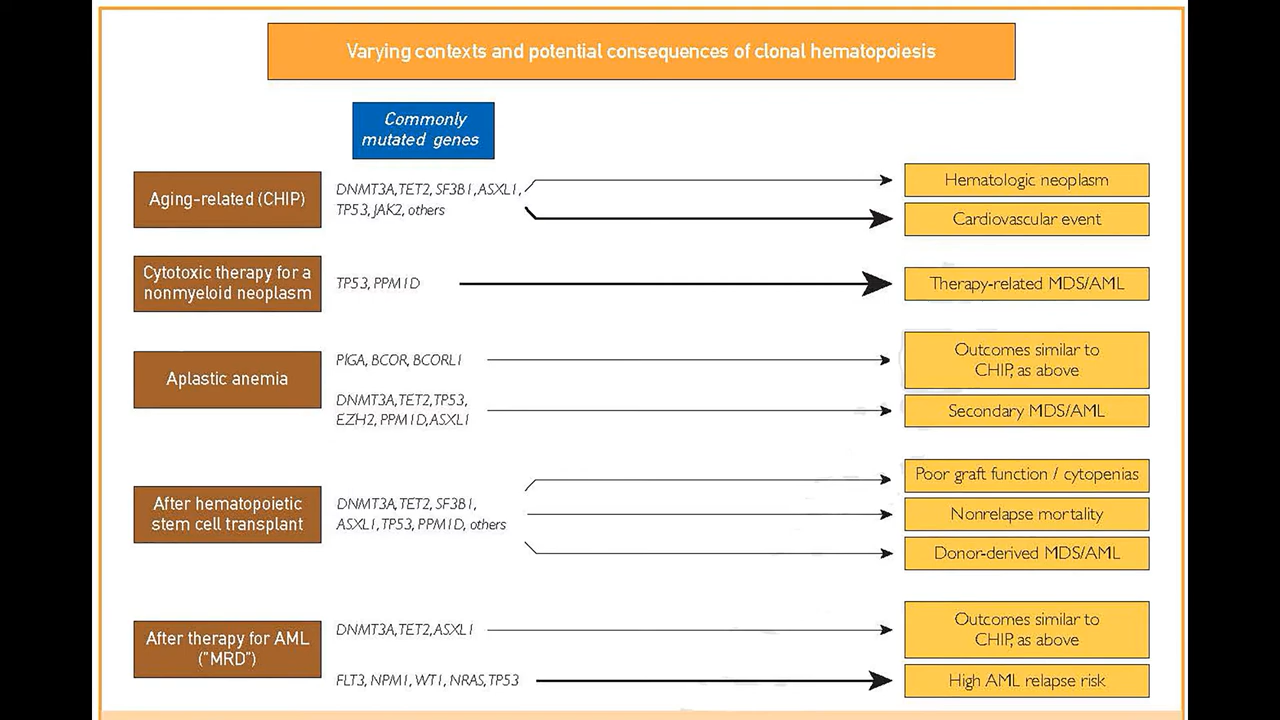 Varying contexts and potential consequences of clonal hematopoiesis
Commonly
mutated genes
Aging-related (CHIP)
DNMT3A, TET2, SF3B1, ASXL1,
TP53, JAK2, others
Hematologic neoplasm
Cardiovascular event
Cytotoxic therapy for a
nonmyeloid neoplasm
TP53, PPM1D
Therapy-related MDS/AML
Aplastic anemia
PIGA, BCOR, BCORL1
Outcomes similar to
CHIP, as above
DNMT3A, TET2, TP53,
EZH2, PPM1D, ASXL1
Secondary MDS/AML
After hematopoietic
stem cell transplant
DNMT3A, TET2, SF3B1,
ASXL1, TP53, PPM1D, others
Poor graft function / cytopenias
Nonrelapse mortality
Donor-derived MDS/AML
After therapy for AML
("MRD")
DNMT3A, TET2, ASXL1
Outcomes similar to
CHIP, as above
FLT3, NPM1, WT1, NRAS, TP53
High AML relapse risk